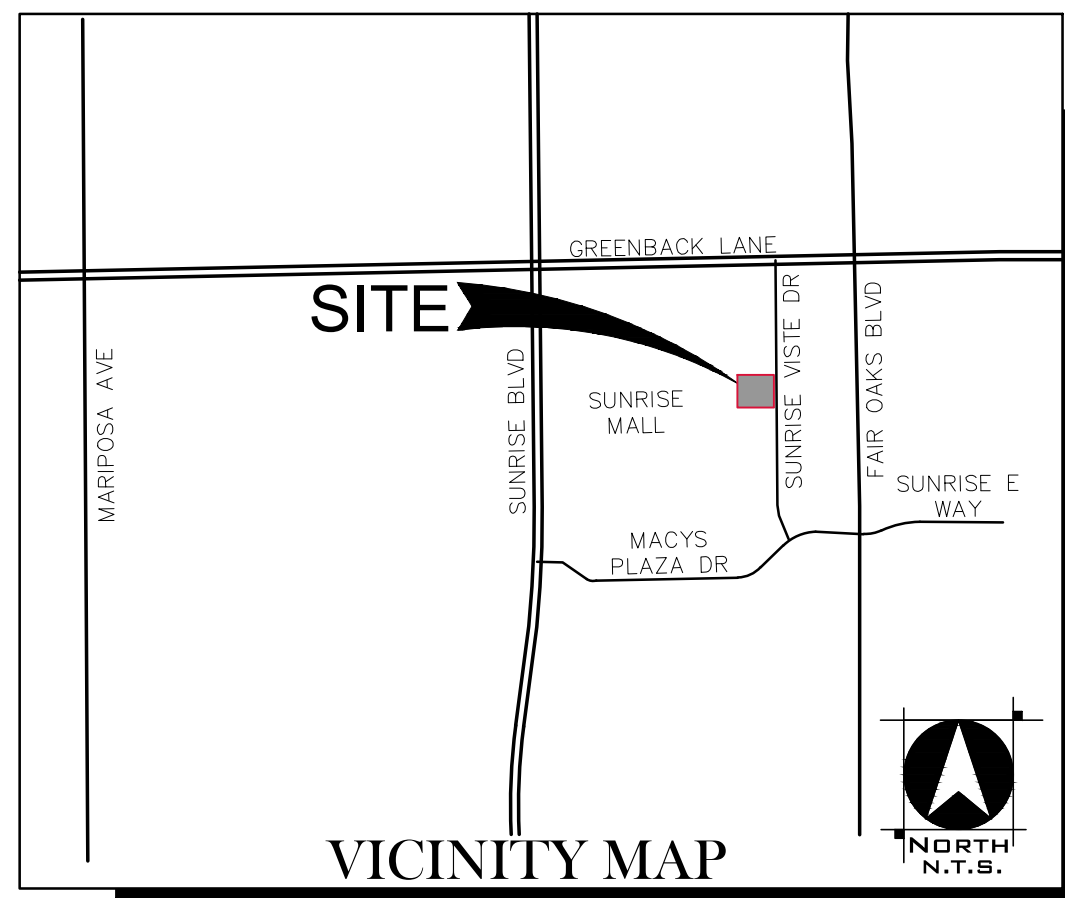 GREENBACK LANE
SITE
MARIPOSA AVE
SUNRISE BLVD
SUNRISE
MALL
SUNRISE VISTE DR
FAIR OAKS BLVD
SUNRISE E
WAY
MACYS
PLAZA DR
VICINITY MAP
NORTH
N.T.S.